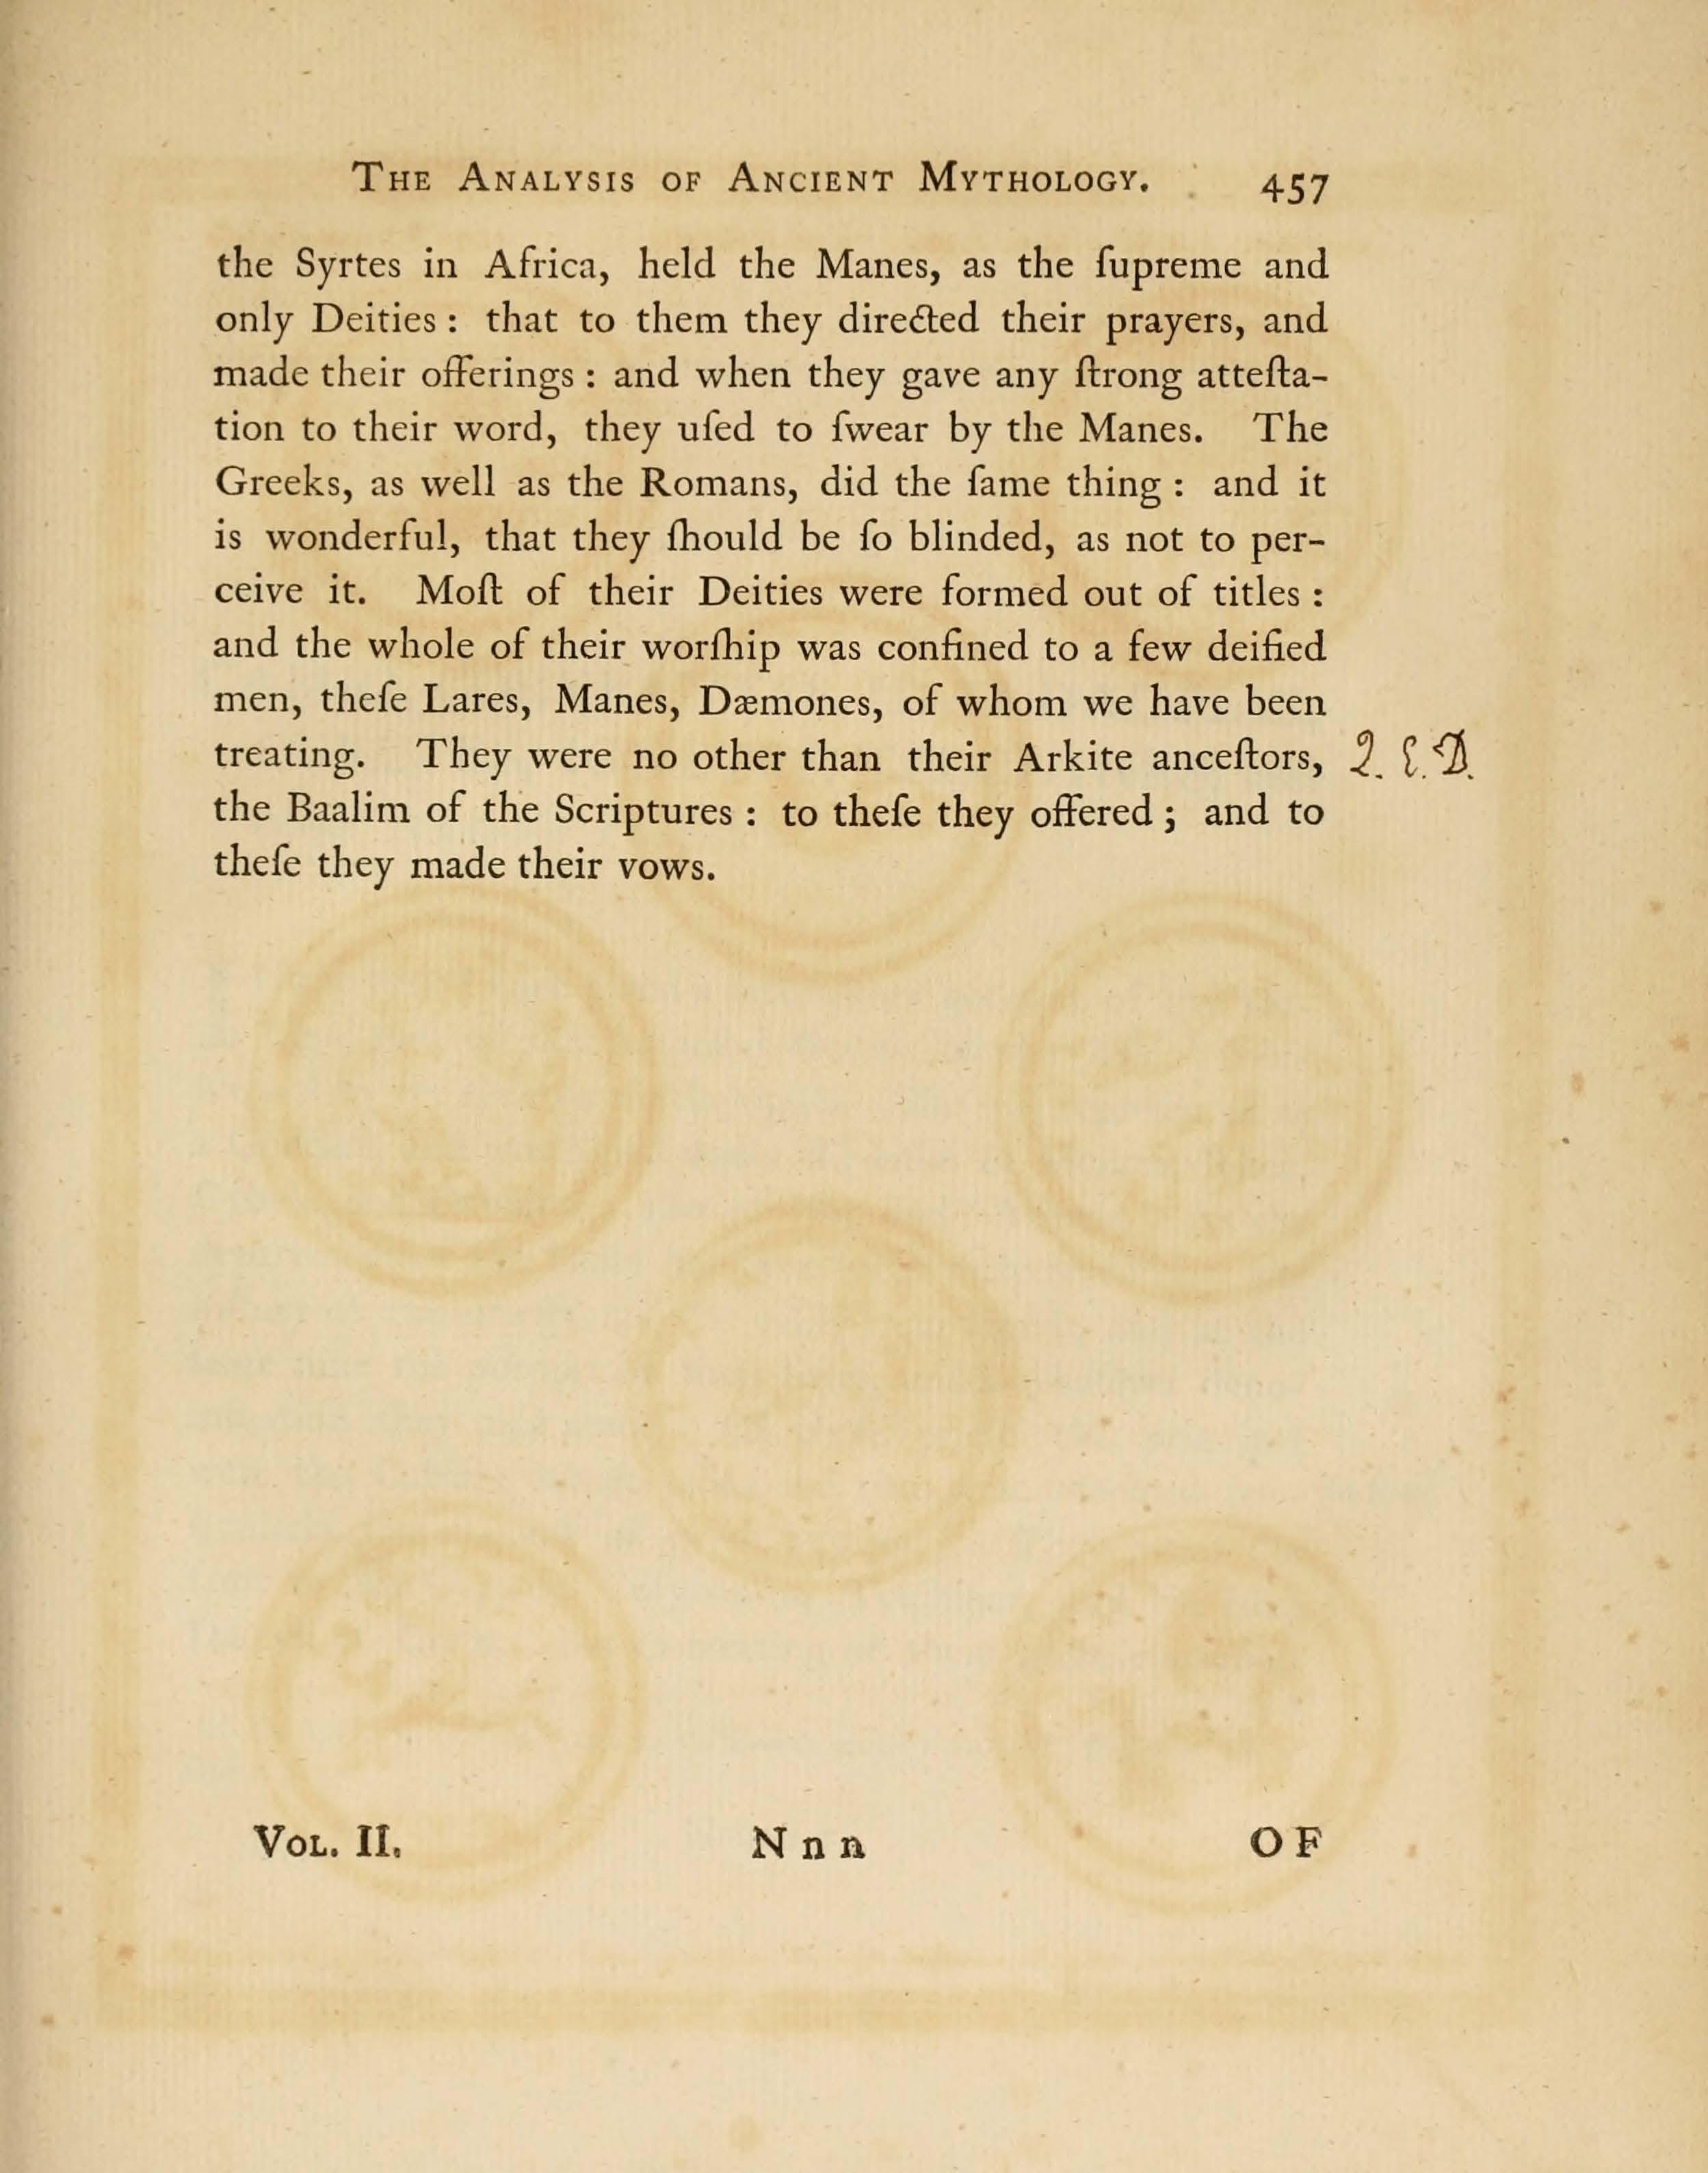 THE ANALYSIS OF ANCIENT MYTHOLOGY. 457
the Syrtes in Africa, held the Manes, as the ſupreme and
only Deities : that to them they directed their prayers, and
made their offerings : and when they gave any ſtrong atteſta-
tion to their word, they uſed to ſwear by the Manes. The
Greeks, as well as the Romans, did the ſame thing : and it
is wonderful, that they ſhould be ſo blinded, as not to per-
ceive it. Moſt of their Deities were formed out of titles :
and the whole of their worſhip was confined to a few deified
men, theſe Lares, Manes, Dæmones, of whom we have been
treating. They were no other than their Arkite anceſtors, Q. E. D.
the Baalim of the Scriptures : to theſe they offered ; and to
theſe they made their vows.
VOL. II. N n n OF